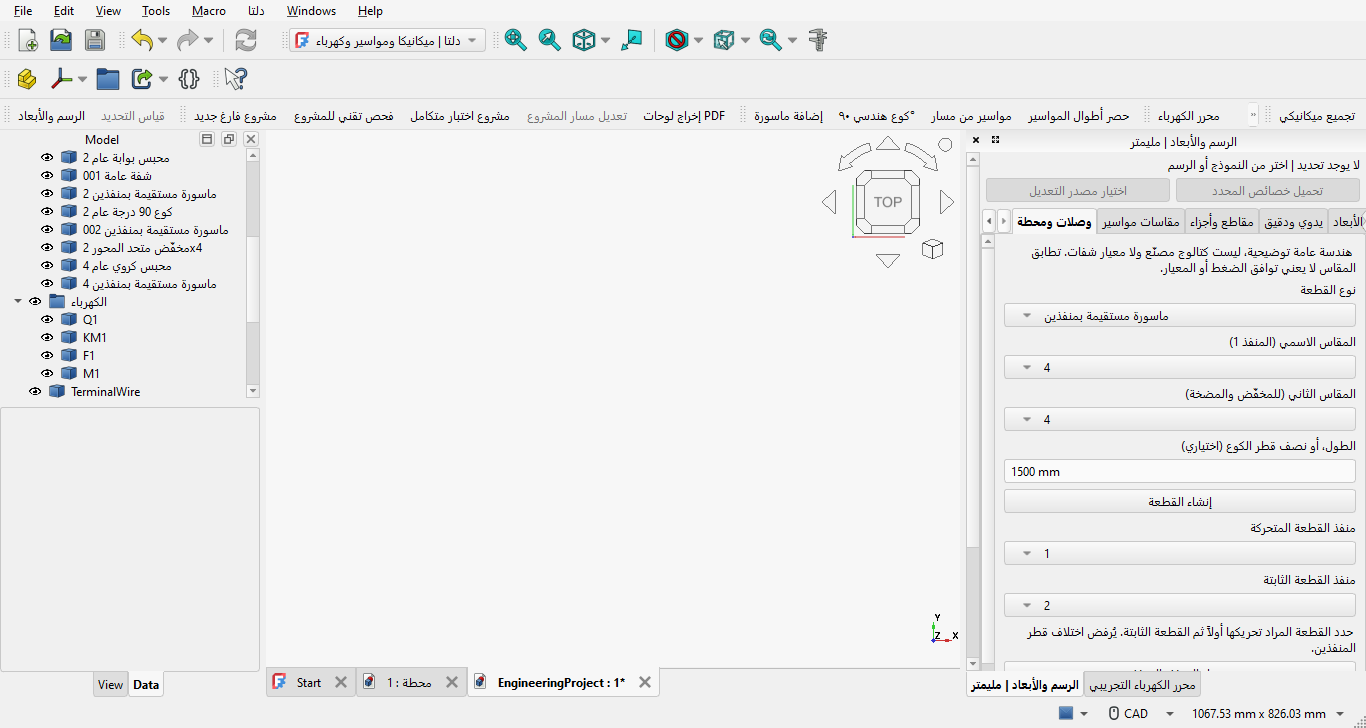 File Edit View Tools Macro دلتا Windows Help
دلتا | ميكانيكا ومواسير وكهرباء
الرسم والأبعاد قياس التحديد مشروع فارغ جديد فحص تقني للمشروع مشروع اختبار متكامل تعديل مسار المشروع إخراج لوحات PDF إضافة ماسورة كوع هندسي ٩٠° مواسير من مسار حصر أطوال المواسير محرر الكهرباء » تجميع ميكانيكي
Model
محبس بوابة عام 2
شفة عامة 001
ماسورة مستقيمة بمنفذين 2
كوع 90 درجة عام 2
ماسورة مستقيمة بمنفذين 002
مخفّض متحد المحور 2x4
محبس كروي عام 4
ماسورة مستقيمة بمنفذين 4
الكهرباء
Q1
KM1
F1
M1
TerminalWire
View Data
TOP
Y
Z X
Start
محطة : 1
EngineeringProject : 1*
الرسم والأبعاد | مليمتر
لا يوجد تحديد | اختر من النموذج أو الرسم
تحميل خصائص المحدد
اختيار مصدر التعديل
الأبعاد يدوي ودقيق مقاطع وأجزاء مقاسات مواسير وصلات ومحطة
هندسة عامة توضيحية، ليست كتالوج مصنّع ولا معيار شفات. تطابق
المقاس لا يعني توافق الضغط أو المعيار.
نوع القطعة
ماسورة مستقيمة بمنفذين
المقاس الاسمي (المنفذ 1)
4
المقاس الثاني (للمخفّض والمضخة)
4
الطول، أو نصف قطر الكوع (اختياري)
1500 mm
إنشاء القطعة
منفذ القطعة المتحركة
1
منفذ القطعة الثابتة
2
حدد القطعة المراد تحريكها أولاً ثم القطعة الثابتة. يُرفض اختلاف قطر
المنفذين.
الرسم والأبعاد | مليمتر
محرر الكهرباء التجريبي
CAD
1067.53 mm x 826.03 mm